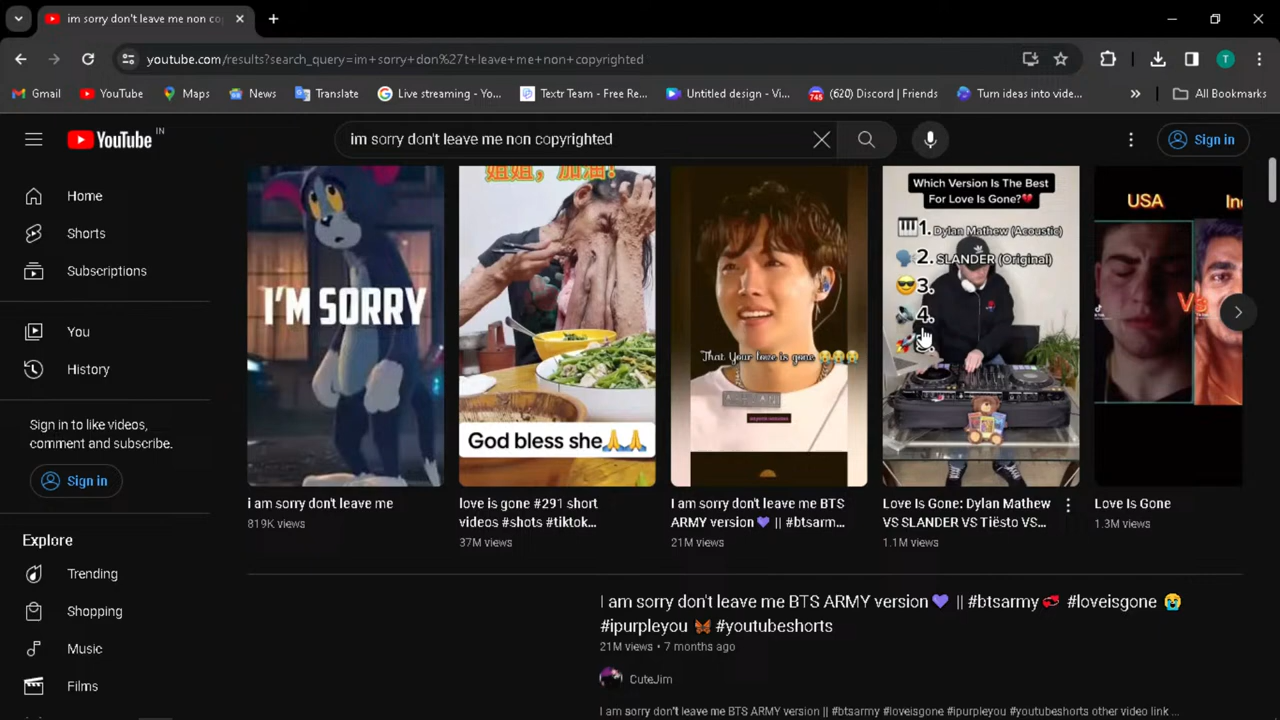 im sorry don't leave me non co
youtube.com/results?search_query=im+sorry+don%27t+leave+me+non+copyrighted
T
Gmail
YouTube
Maps
News
Translate
Live streaming - Yo...
Textr Team - Free Re...
Untitled design - Vi...
745
(620) Discord | Friends
Turn ideas into vide...
»
All Bookmarks
YouTube IN
im sorry don't leave me non copyrighted
Sign in
Home
Shorts
Subscriptions
You
History
Sign in to like videos,
comment and subscribe.
Sign in
Explore
Trending
Shopping
Music
Films
I'M SORRY
姐姐，加油！
God bless she🙏🙏
That Your love is gone 😭😭😭
Which Version Is The Best
For Love Is Gone?💔
🎹1. Dylan Mathew (Acoustic)
🗣️2. SLANDER (Original)
😎3.
🔊4.
USA
Vs
i am sorry don't leave me
819K views
love is gone #291 short
videos #shots #tiktok...
37M views
I am sorry don't leave me BTS
ARMY version💜 || #btsarm...
21M views
Love Is Gone: Dylan Mathew
VS SLANDER VS Tiësto VS...
1.1M views
Love Is Gone
1.3M views
I am sorry don't leave me BTS ARMY version💜 || #btsarmy💞 #loveisgone 😭
#ipurpleyou 🦋 #youtubeshorts
21M views • 7 months ago
CuteJim
I am sorry don't leave me BTS ARMY version || #btsarmy #loveisgone #ipurpleyou #youtubeshorts other video link ...